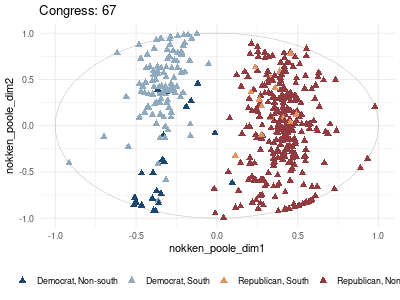 Congress: 67
nokken_poole_dim2
1.0
0.5
0.0
-0.5
-1.0
-1.0
-0.5
0.0
0.5
1.0
nokken_poole_dim1
Democrat, Non-south
Democrat, South
Republican, South
Republican, Non